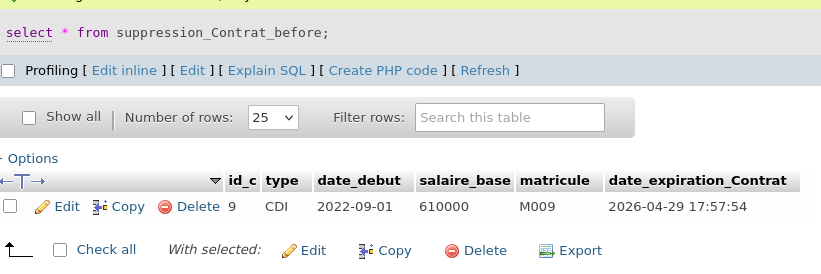 select * from suppression_Contrat_before;
Profiling [ Edit inline ] [ Edit ] [ Explain SQL ] [ Create PHP code ] [ Refresh ]
Show all | Number of rows: 25 Filter rows: Search this table
Options
id_c type date_debut salaire_base matricule date_expiration_Contrat
Edit Copy Delete 9 CDI 2022-09-01 610000 M009 2026-04-29 17:57:54
Check all With selected: Edit Copy Delete Export